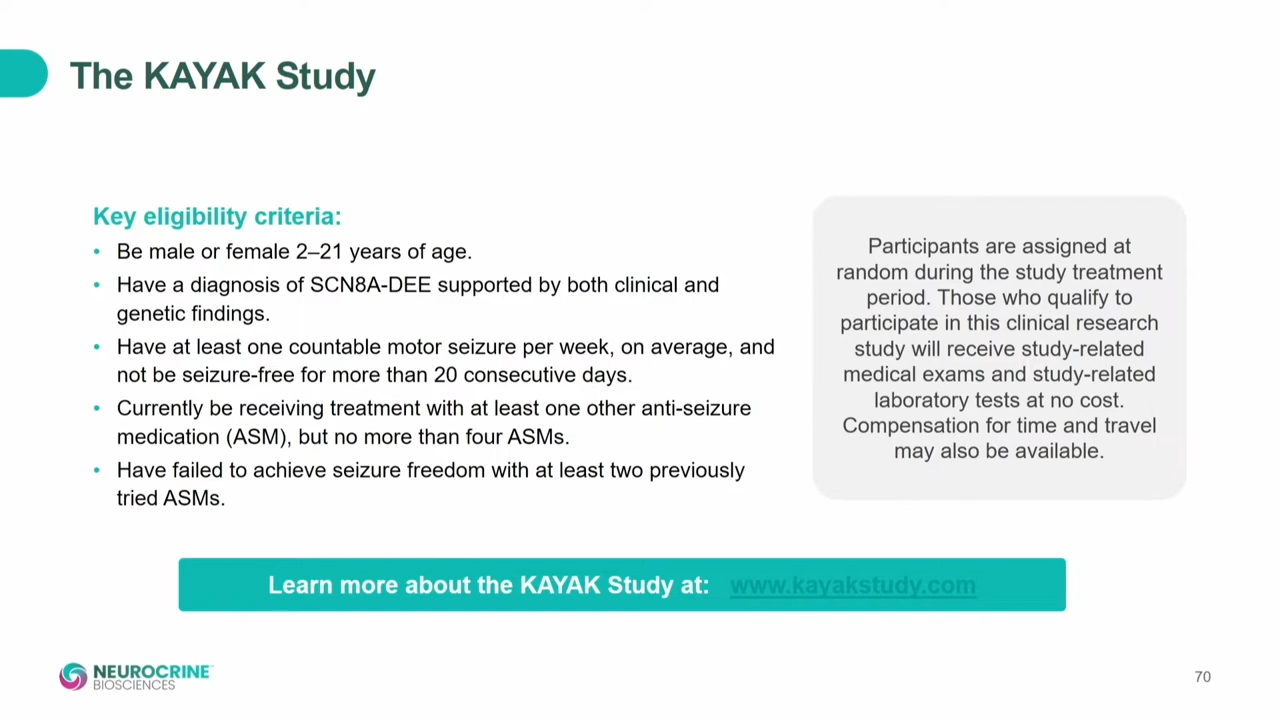 The KAYAK Study
Key eligibility criteria:
• Be male or female 2–21 years of age.
• Have a diagnosis of SCN8A-DEE supported by both clinical and
genetic findings.
• Have at least one countable motor seizure per week, on average, and
not be seizure-free for more than 20 consecutive days.
• Currently be receiving treatment with at least one other anti-seizure
medication (ASM), but no more than four ASMs.
• Have failed to achieve seizure freedom with at least two previously
tried ASMs.
Participants are assigned at
random during the study treatment
period. Those who qualify to
participate in this clinical research
study will receive study-related
medical exams and study-related
laboratory tests at no cost.
Compensation for time and travel
may also be available.
Learn more about the KAYAK Study at: www.kayakstudy.com
NEUROCRINE™
BIOSCIENCES
70